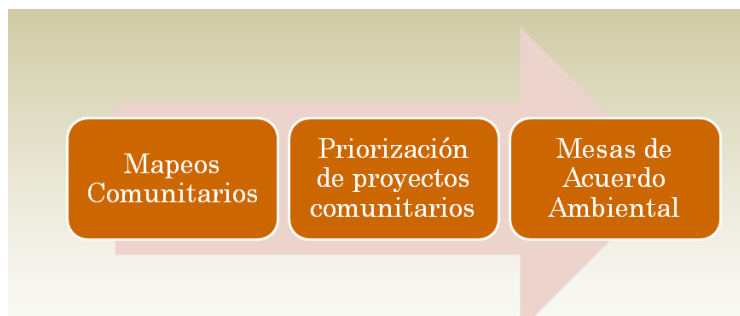 Mapeos
Comunitarios
Priorización
de proyectos
comunitarios
Mesas de
Acuerdo
Ambiental